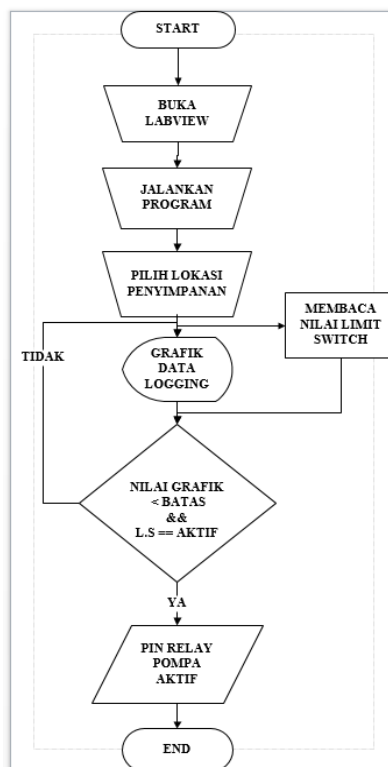 START
BUKA
LABVIEW
JALANKAN
PROGRAM
PILIH LOKASI
PENYIMPANAN
MEMBACA
NILAI LIMIT
SWITCH
TIDAK
GRAFIK
DATA
LOGGING
NILAI GRAFIK
< BATAS
&&
L.S == AKTIF
YA
PIN RELAY
POMPA
AKTIF
END